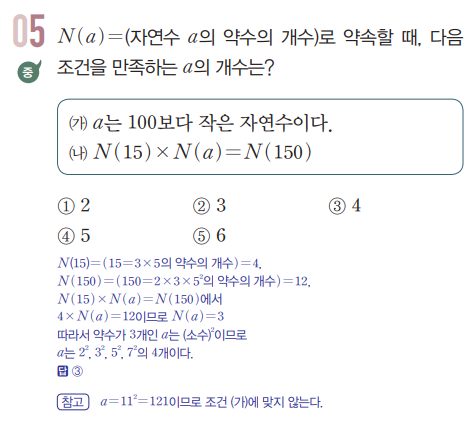 05 N(a)=(자연수 a의 약수의 개수)로 약속할 때, 다음
중 조건을 만족하는 a의 개수는?
㈎ a는 100보다 작은 자연수이다.
㈏ N(15)×N(a)=N(150)
① 2 ② 3 ③ 4
④ 5 ⑤ 6
N(15)=(15=3×5의 약수의 개수)=4,
N(150)=(150=2×3×5²의 약수의 개수)=12,
N(15)×N(a)=N(150)에서
4×N(a)=12이므로 N(a)=3
따라서 약수가 3개인 a는 (소수)²이므로
a는 2², 3², 5², 7²의 4개이다.
답 ③
참고 a=11²=121이므로 조건 (가)에 맞지 않는다.